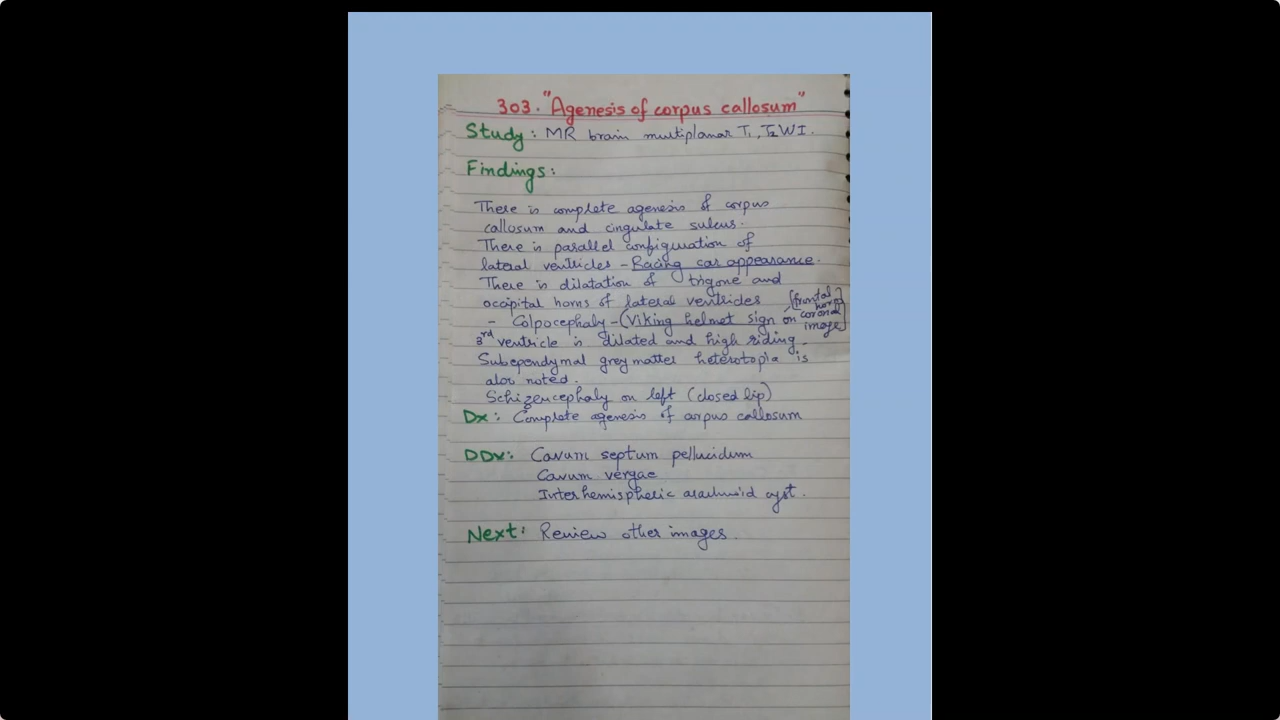 303. "Agenesis of corpus callosum"
Study: MR brain multiplanar T1, T2WI.
Findings:
There is complete agenesis of corpus
callosum and cingulate sulcus.
There is parallel configuration of
lateral ventricles - Racing car appearance.
There is dilatation of trigone and
occipital horns of lateral ventricles
- Colpocephaly - (Viking helmet sign on coronal image) [frontal horn]
3rd ventricle is dilated and high riding.
Subependymal grey matter heterotopia is
also noted.
Schizencephaly on left (closed lip)
Dx: Complete agenesis of corpus callosum
DDx: Cavum septum pellucidum
Cavum vergae
Inter hemispheric arachnoid cyst.
Next: Review other images.